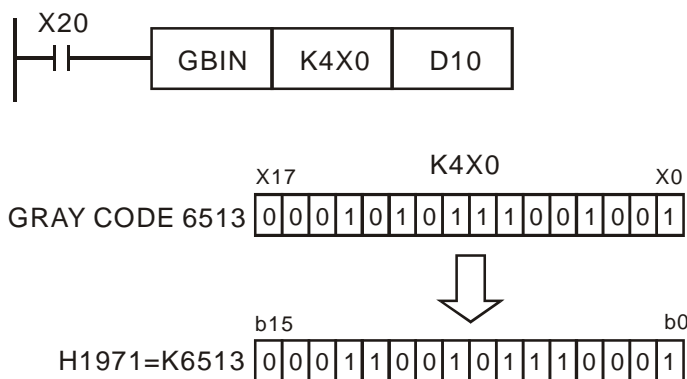 X20
GBIN K4X0 D10
K4X0
X17 X0
GRAY CODE 6513 0 0 0 1 0 1 0 1 1 1 0 0 1 0 0 1
b15 b0
H1971=K6513 0 0 0 1 1 0 0 1 0 1 1 1 0 0 0 1